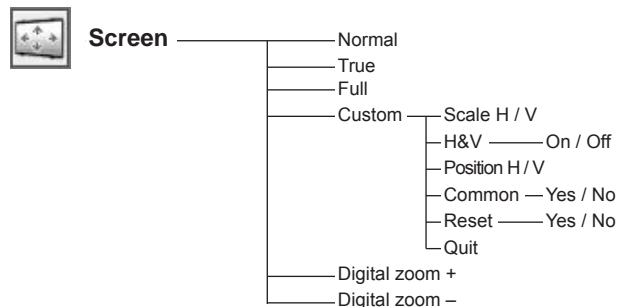 Screen
Normal
True
Full
Custom
Scale H / V
H&V
On / Off
Position H / V
Common
Yes / No
Reset
Yes / No
Quit
Digital zoom +
Digital zoom –